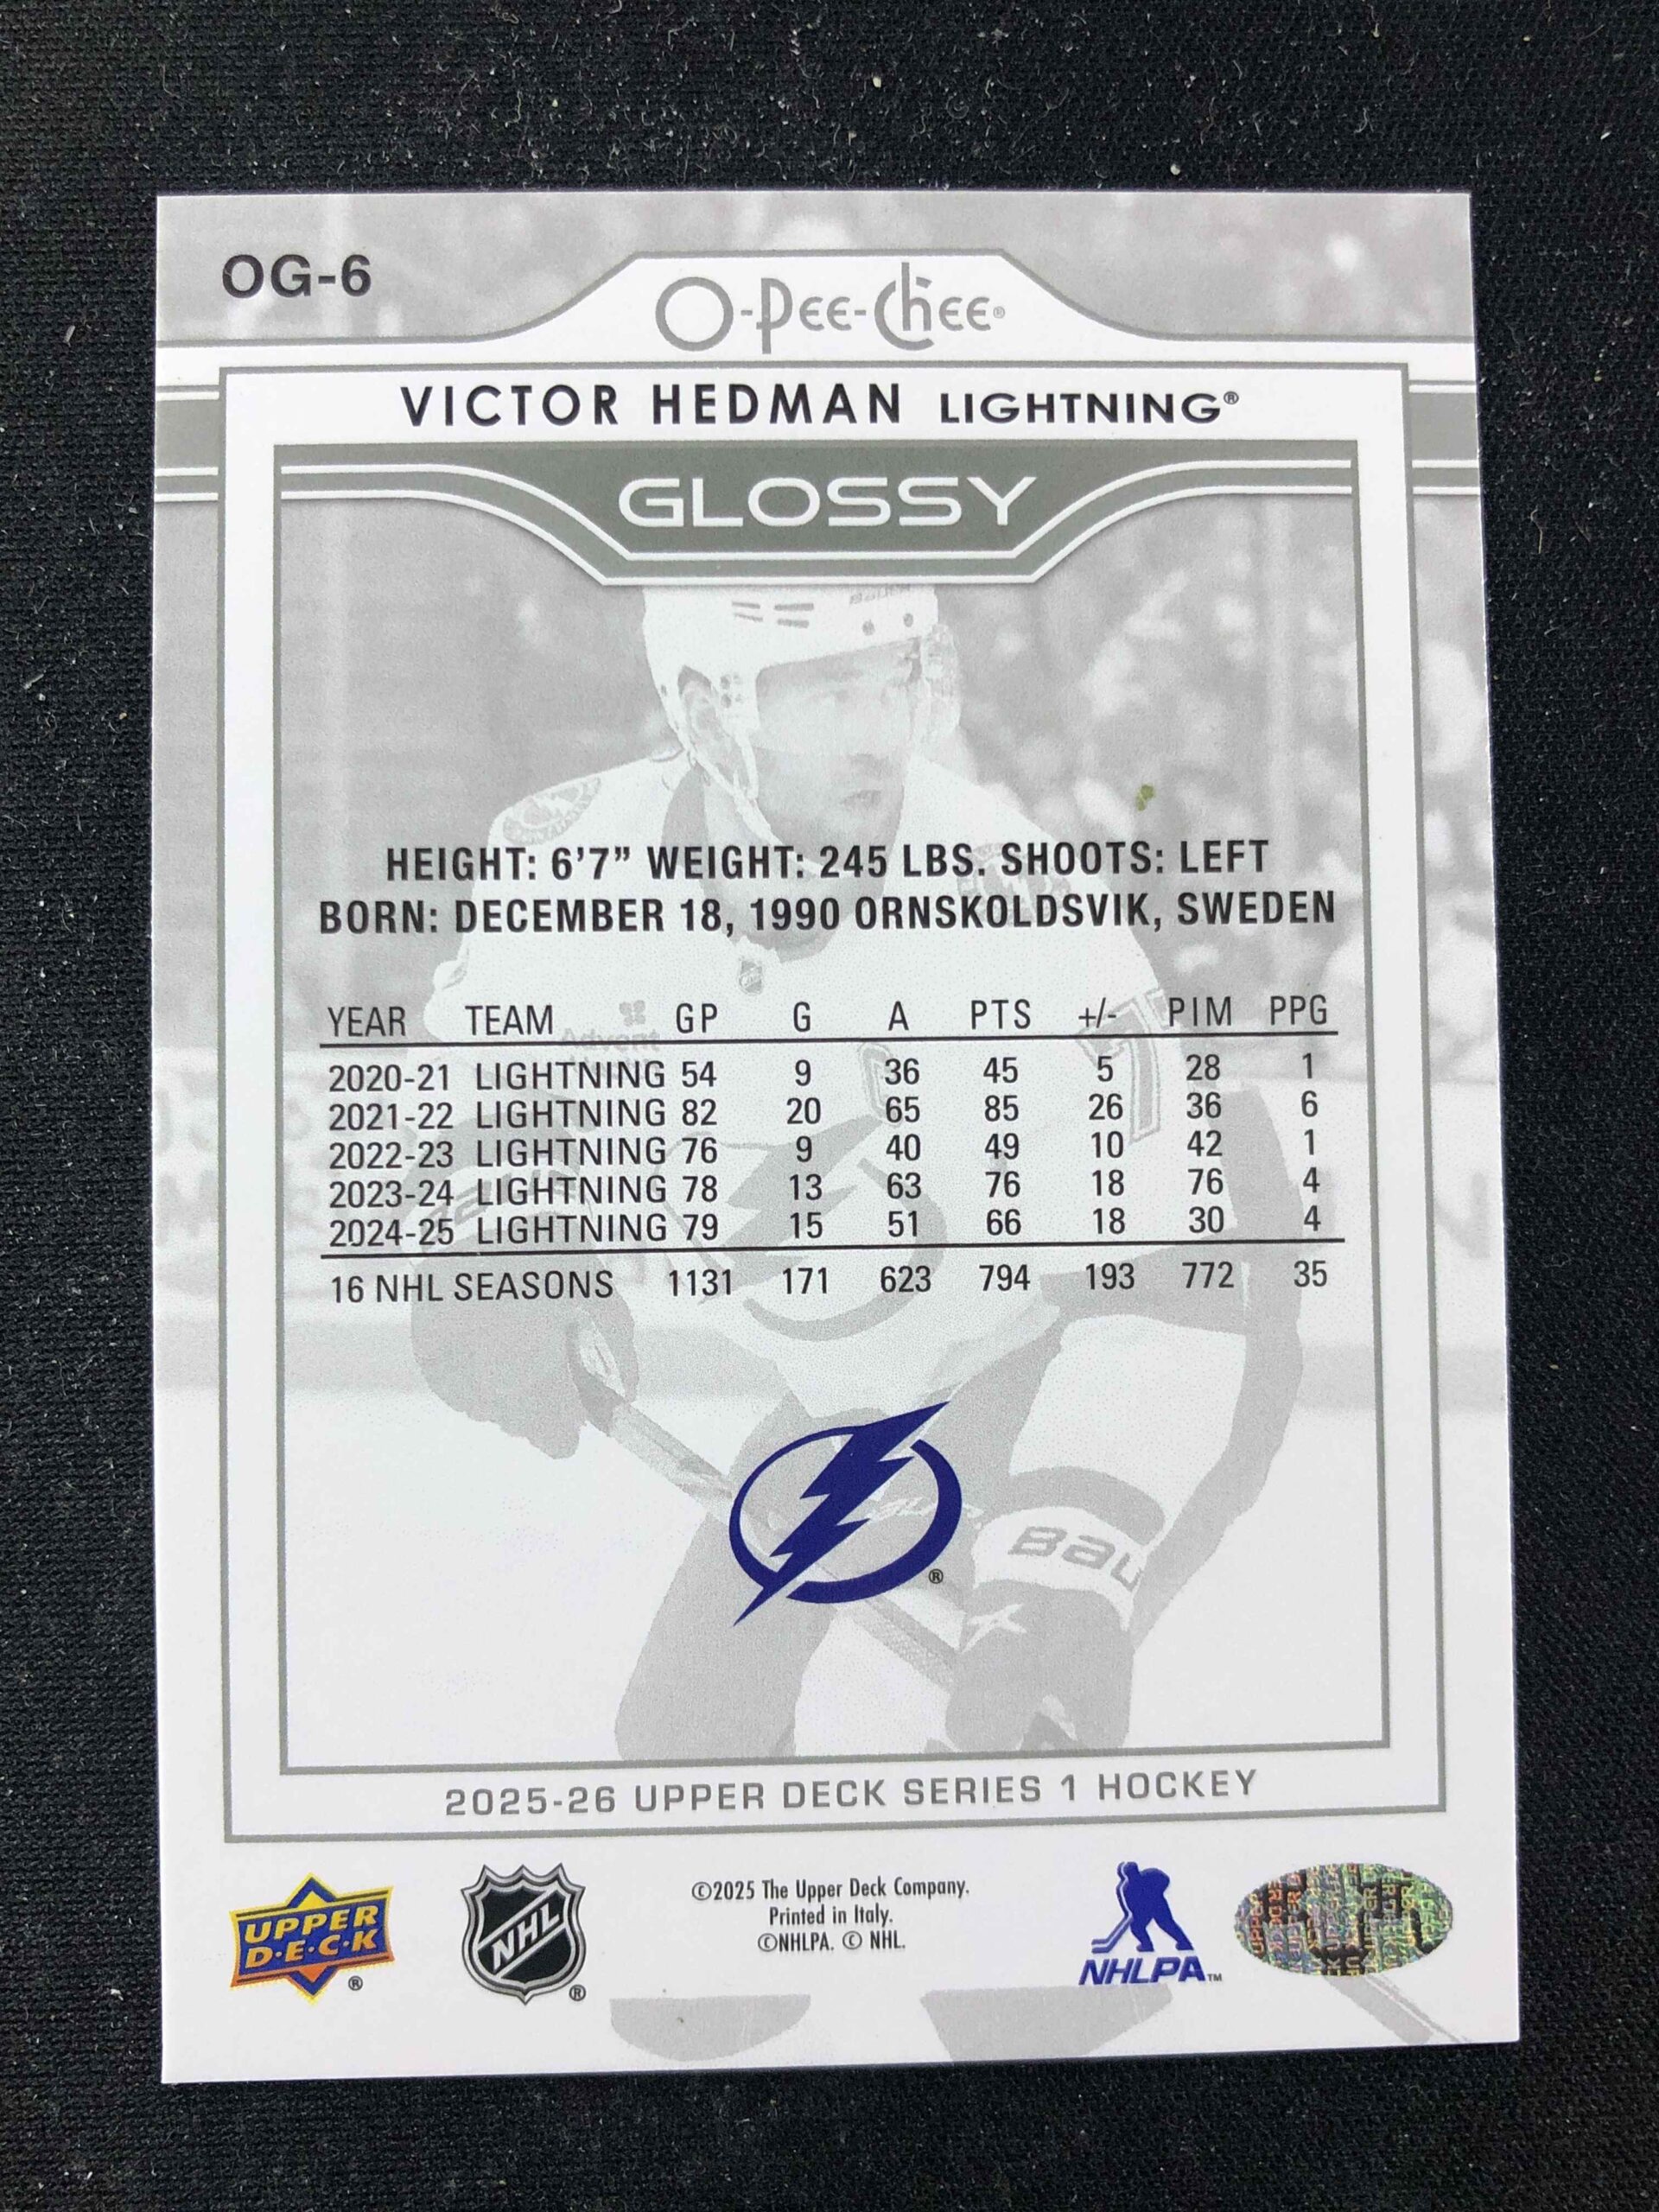 OG-6
O-Pee-Chee®
VICTOR HEDMAN LIGHTNING®
GLOSSY
BAUER
HEIGHT: 6'7” WEIGHT: 245 LBS. SHOOTS: LEFT
BORN: DECEMBER 18, 1990 ORNSKOLDSVIK, SWEDEN
YEAR TEAM GP G A PTS +/- PIM PPG
Advent
2020-21 LIGHTNING 54 9 36 45 5 28 1
2021-22 LIGHTNING 82 20 65 85 26 36 6
2022-23 LIGHTNING 76 9 40 49 10 42 1
2023-24 LIGHTNING 78 13 63 76 18 76 4
2024-25 LIGHTNING 79 15 51 66 18 30 4
16 NHL SEASONS 1131 171 623 794 193 772 35
®
Bau
2025-26 UPPER DECK SERIES 1 HOCKEY
UPPER D·E·C·K ®
NHL ®
©2025 The Upper Deck Company.
Printed in Italy.
©NHLPA. © NHL.
NHLPA™